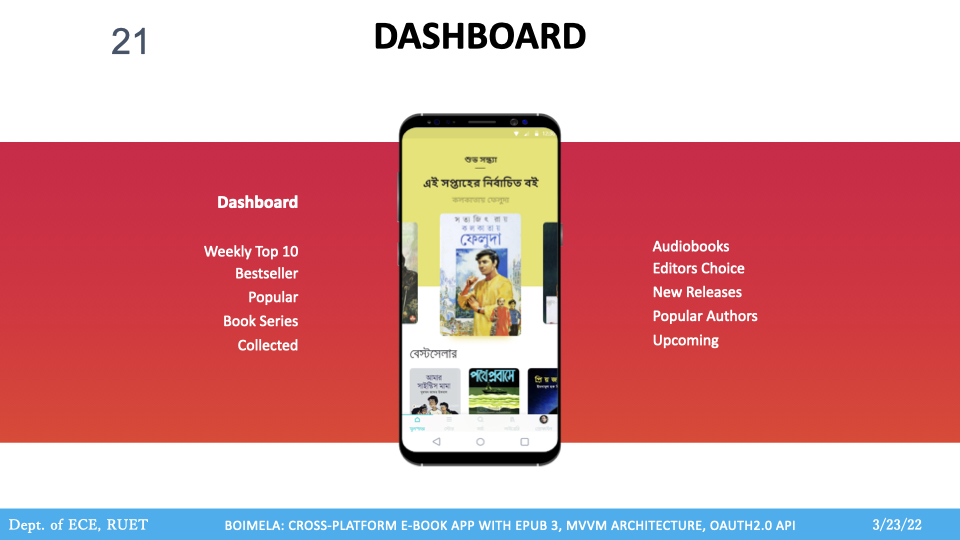 21
DASHBOARD
Dashboard
Weekly Top 10
Bestseller
Popular
Book Series
Collected
শুভ সন্ধ্যা
এই সপ্তাহের নির্বাচিত বই
কলকাতায় ফেলুদা
সত্যজিৎ রায়
কলকাতায়
ফেলুদা
বেস্টসেলার
আমার
সাইন্টিস মামা
পথে প্রবাসে
Audiobooks
Editors Choice
New Releases
Popular Authors
Upcoming
Dept. of ECE, RUET
BOIMELA: CROSS-PLATFORM E-BOOK APP WITH EPUB 3, MVVM ARCHITECTURE, OAUTH2.0 API
3/23/22